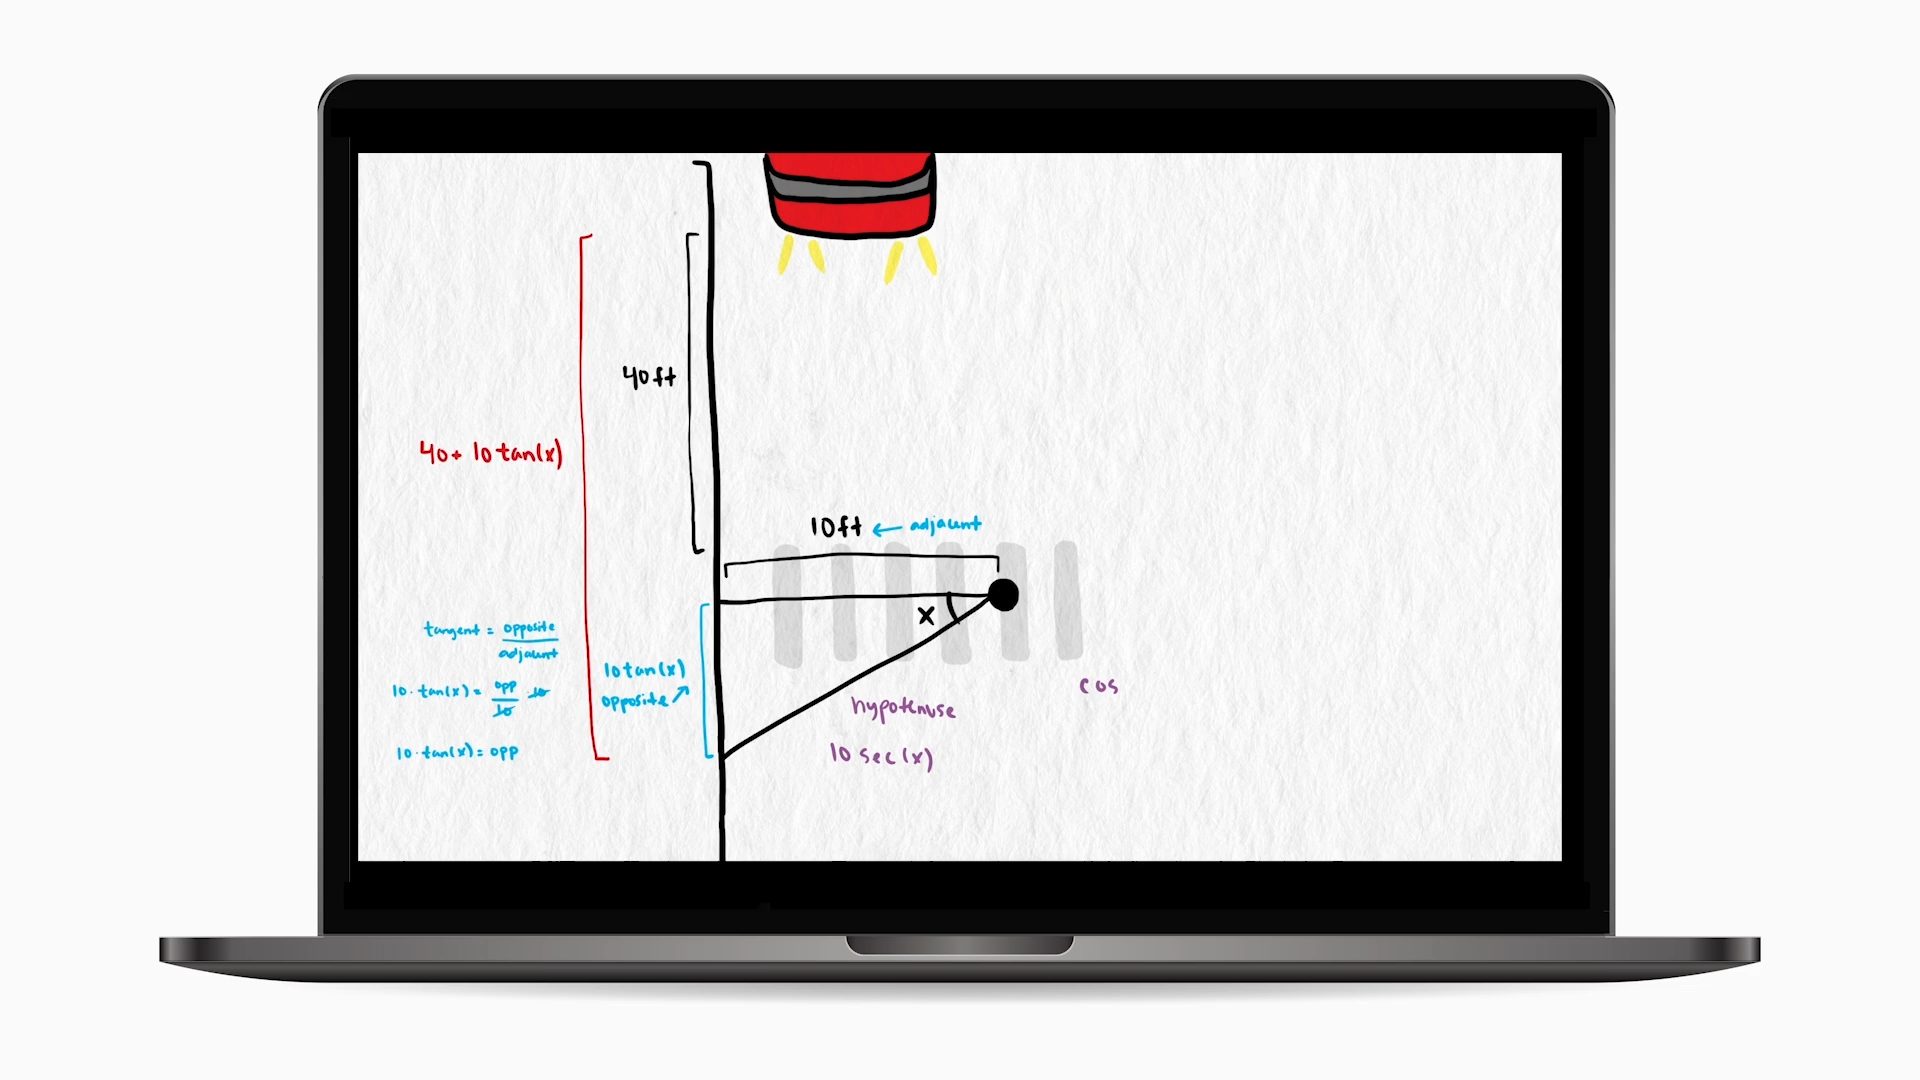 40ft
40+ 10tan(x)
10ft ← adjacent
x
tangent = opposite
adjacent
10tan(x)
opposite
10·tan(x) = opp 10
10
10·tan(x) = opp
cos
hypotenuse
10 sec(x)